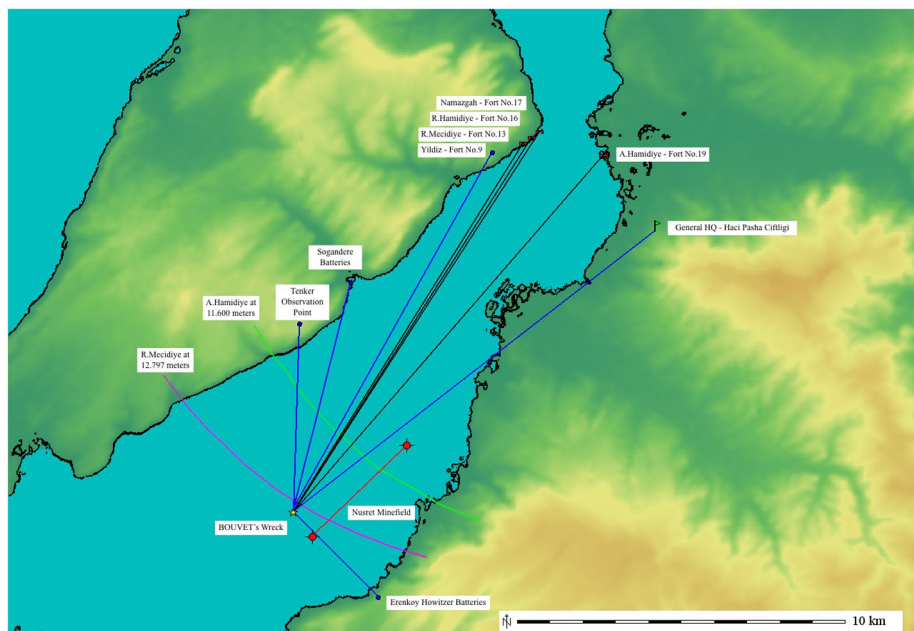 Namazgah - Fort No.17
R.Hamidiye - Fort No.16
R.Mecidiye - Fort No.13
Yildiz - Fort No.9
A.Hamidiye - Fort No.19
General HQ - Haci Pasha Ciftligi
Sogandere
Batteries
Tenker
Observation
Point
A.Hamidiye at
11.600 meters
R.Mecidiye at
12.797 meters
Nusret Minefield
BOUVET`s Wreck
Erenkoy Howitzer Batteries
N
10 km